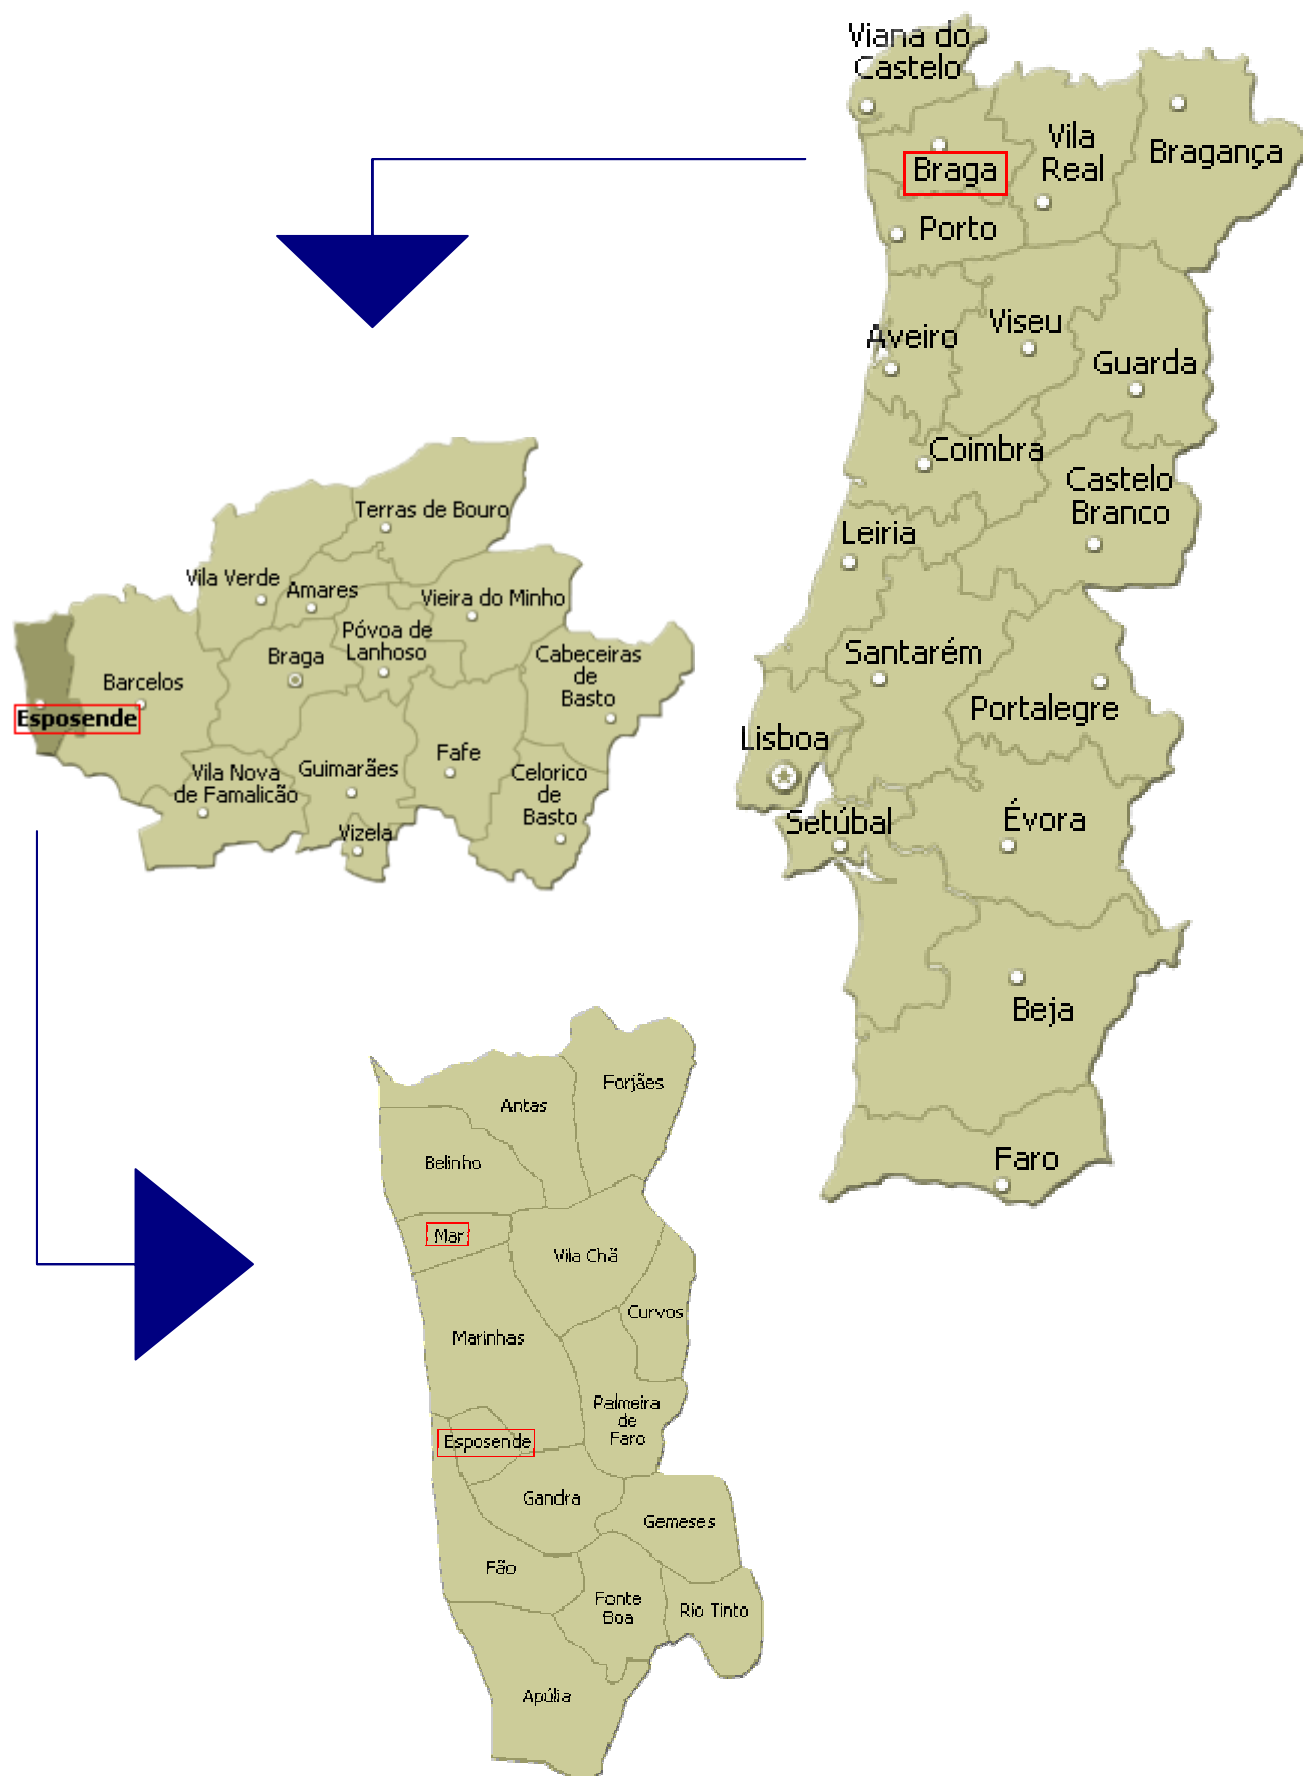 Viana do
Castelo
Braga
Vila
Real
Bragança
Porto
Aveiro
Viseu
Guarda
Coimbra
Castelo
Branco
Leiria
Santarém
Portalegre
Lisboa
Setúbal
Évora
Beja
Faro
Terras de Bouro
Vila Verde
Amares
Vieira do Minho
Póvoa de
Lanhoso
Braga
Cabeceiras
de
Basto
Barcelos
Esposende
Fafe
Vila Nova
de Famalicão
Guimarães
Celorico
de
Basto
Vizela
Forjães
Antas
Belinho
Mar
Vila Chã
Curvos
Marinhas
Palmeira
de
Faro
Esposende
Gandra
Gemeses
Fão
Fonte
Boa
Rio Tinto
Apúlia